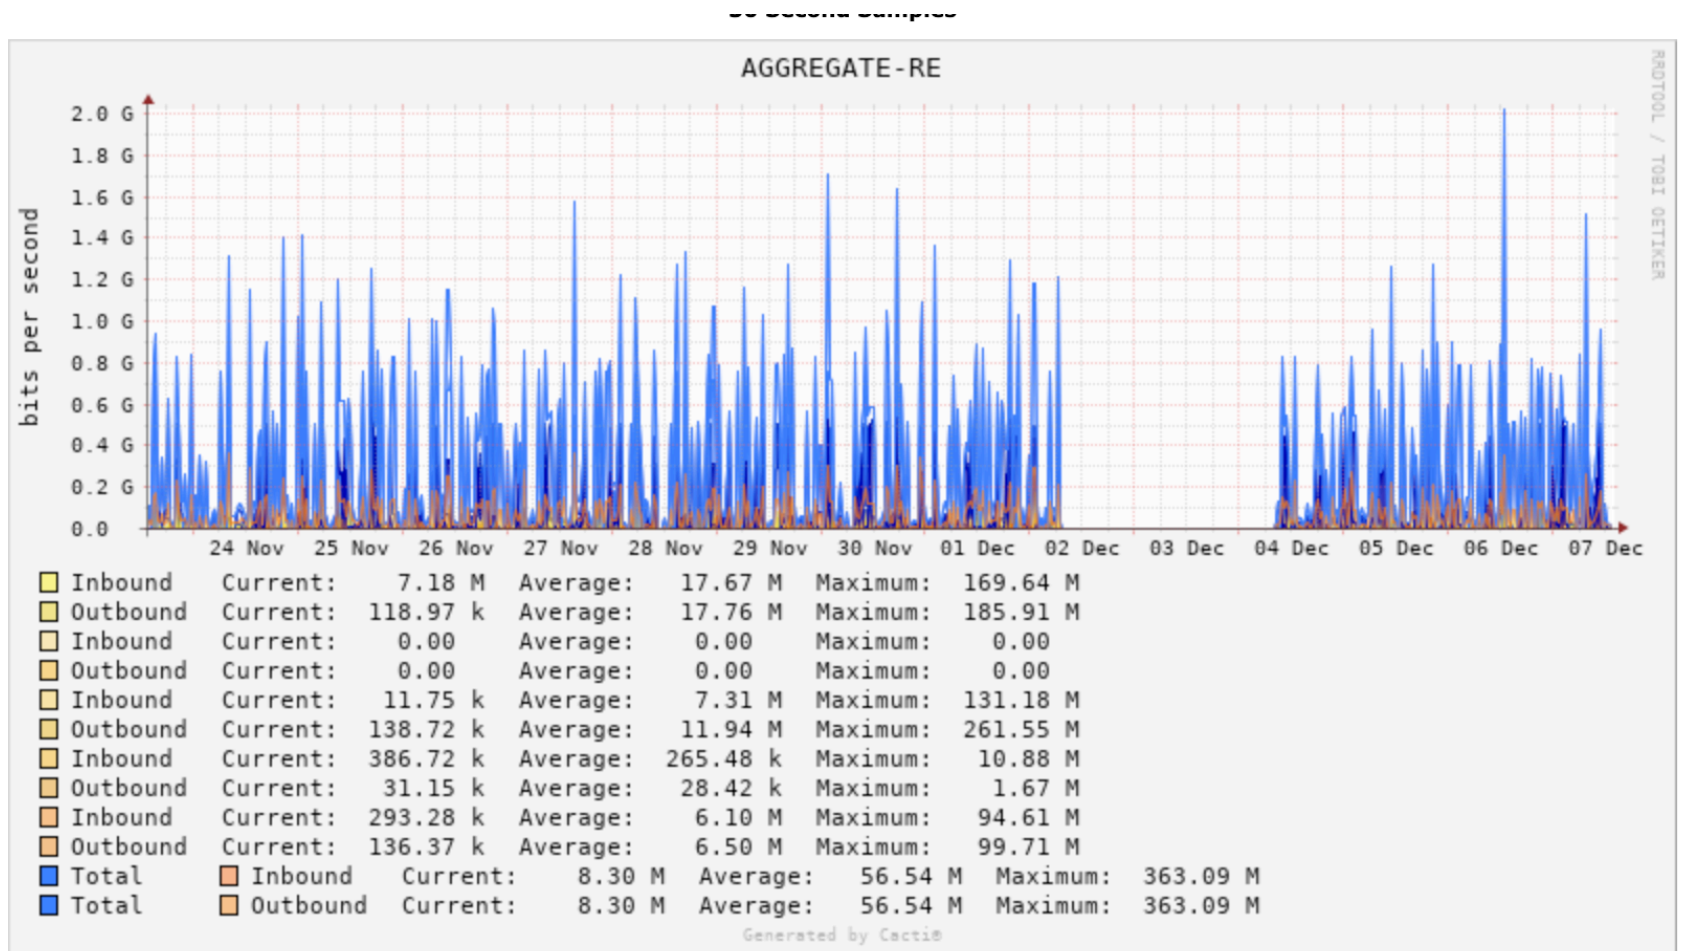 30 Second Samples
AGGREGATE-RE
RRDTOOL / TOBI OETIKER
bits per second
2.0 G
1.8 G
1.6 G
1.4 G
1.2 G
1.0 G
0.8 G
0.6 G
0.4 G
0.2 G
0.0
24 Nov 25 Nov 26 Nov 27 Nov 28 Nov 29 Nov 30 Nov 01 Dec 02 Dec 03 Dec 04 Dec 05 Dec 06 Dec 07 Dec
Inbound Current: 7.18 M Average: 17.67 M Maximum: 169.64 M
Outbound Current: 118.97 k Average: 17.76 M Maximum: 185.91 M
Inbound Current: 0.00 Average: 0.00 Maximum: 0.00
Outbound Current: 0.00 Average: 0.00 Maximum: 0.00
Inbound Current: 11.75 k Average: 7.31 M Maximum: 131.18 M
Outbound Current: 138.72 k Average: 11.94 M Maximum: 261.55 M
Inbound Current: 386.72 k Average: 265.48 k Maximum: 10.88 M
Outbound Current: 31.15 k Average: 28.42 k Maximum: 1.67 M
Inbound Current: 293.28 k Average: 6.10 M Maximum: 94.61 M
Outbound Current: 136.37 k Average: 6.50 M Maximum: 99.71 M
Total Inbound Current: 8.30 M Average: 56.54 M Maximum: 363.09 M
Total Outbound Current: 8.30 M Average: 56.54 M Maximum: 363.09 M
Generated by Cacti®